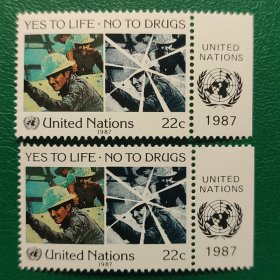 YES TO LIFE · NO TO DRUGS
United Nations 22c
1987
UNITED
NATIONS
1987
YES TO LIFE · NO TO DRUGS
United Nations 22c
1987
UNITED
NATIONS
1987